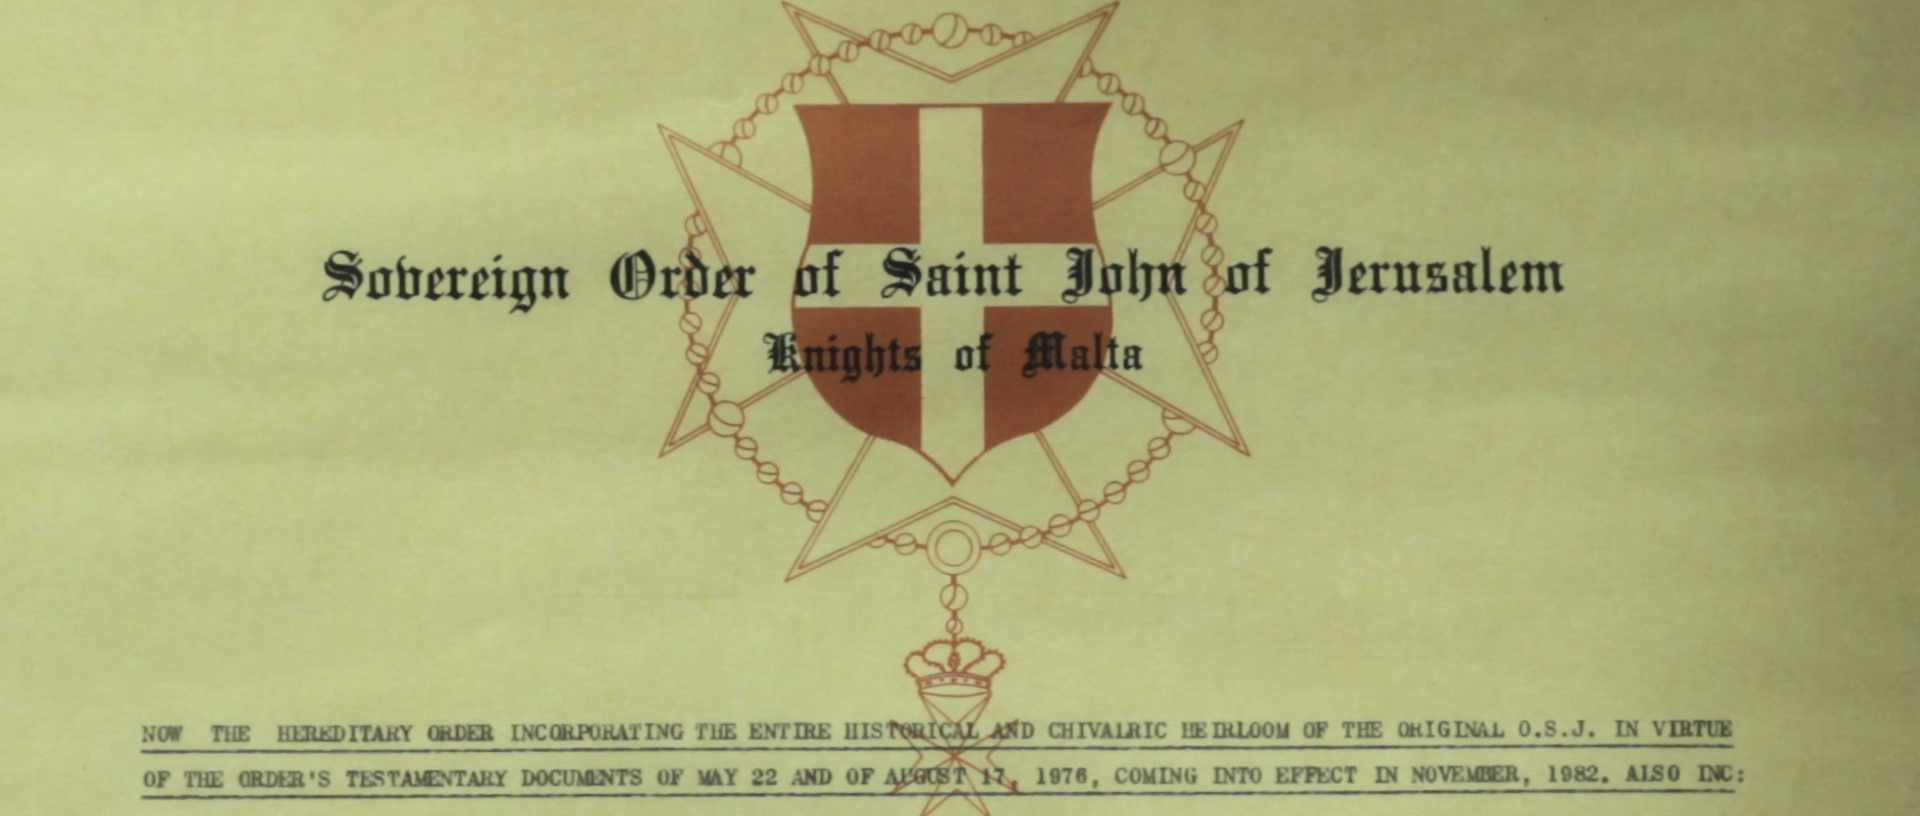 Sovereign Order of Saint John of Jerusalem
Knights of Malta
NOW THE HEREDITARY ORDER INCORPORATING THE ENTIRE HISTORICAL AND CHIVALRIC HEIRLOOM OF THE ORIGINAL O.S.J. IN VIRTUE
OF THE ORDER'S TESTAMENTARY DOCUMENTS OF MAY 22 AND OF AUGUST 17, 1976, COMING INTO EFFECT IN NOVEMBER, 1982. ALSO INC: